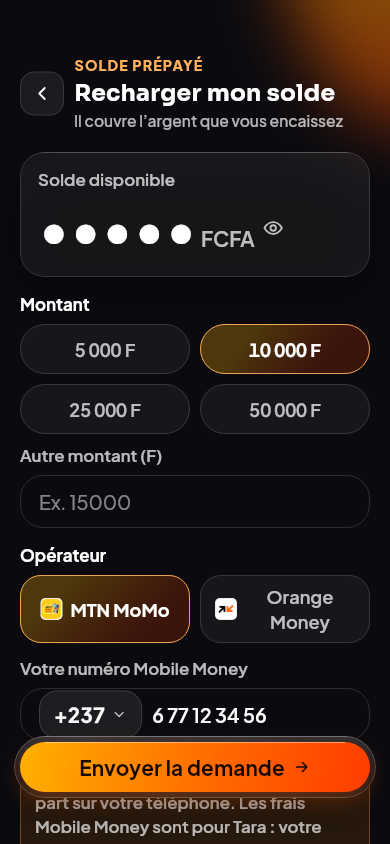 SOLDE PRÉPAYÉ
Recharger mon solde
Il couvre l'argent que vous encaissez
Solde disponible
●●●●● FCFA
Montant
5 000 F
10 000 F
25 000 F
50 000 F
Autre montant (F)
Ex. 15000
Opérateur
MTN MoMo
Orange
Money
Votre numéro Mobile Money
+237
6 77 12 34 56
Envoyer la demande →
part sur votre téléphone. Les frais
Mobile Money sont pour Tara : votre